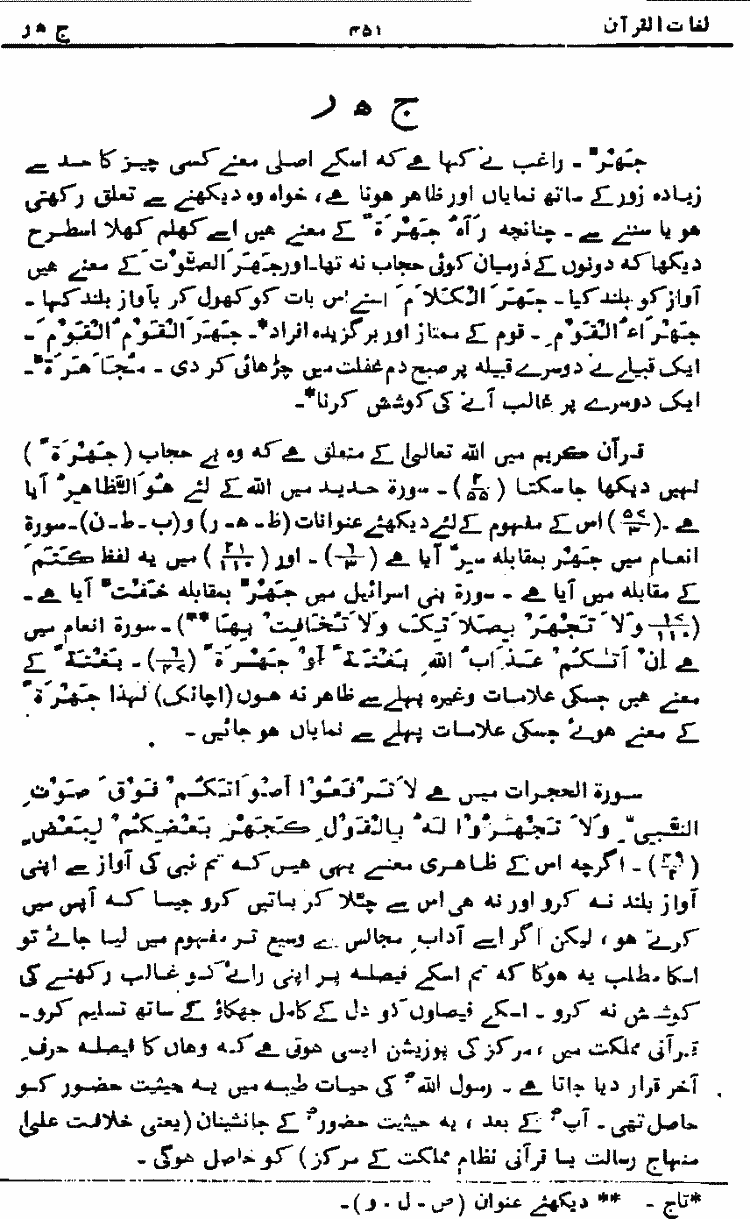 لغات القرآن ۴۵۱ ج ھ ر
ج ھ ر
جَھْرٌ ۔ راغب نے کہا ہے کہ اسکے اصلی معنے کسی چیز کا حد سے
زیادہ زور کے ساتھ نمایاں اور ظاہر ہونا ہے، خواہ وہ دیکھنے سے تعلق رکھتی
ہو یا سننے سے ۔ چنانچہ رَآہُ جَھْرَۃً کے معنے ہیں اسے کھلم کھلا اسطرح
دیکھا کہ دونوں کے درمیان کوئی حجاب نہ تھا۔اور جَھَرَ الصَّوْتَ کے معنے ہیں
آواز کو بلند کیا۔ جَھَرَ الْکَلَامَ اسنے اس بات کو کھول کر بآواز بلند کہا ۔
جُھَرَاءُ الْقَوْمِ ۔ قوم کے ممتاز اور برگزیدہ افراد*۔ جَھَرَ الْقَوْمُ الْقَوْمَ ۔
ایک قبیلے نے دوسرے قبیلہ پر صبح دم غفلت میں چڑھائی کر دی ۔ مُجَاھَرَۃٌ ۔
ایک دوسرے پر غالب آنے کی کوشش کرنا*۔
قرآن کریم میں اللہ تعالیٰ کے متعلق ہے کہ وہ بے حجاب (جَھْرَۃً)
نہیں دیکھا جا سکتا (۲/۵۵)۔ سورۃ حدید میں اللہ کے لئے ھُوَ الظَّاھِرُ آیا
ہے ۔(۵۷/۳) اس کے مفہوم کے لئے دیکھئے عنوانات (ظ ۔ ھ ۔ ر) و (ب ۔ ط ۔ ن)۔ سورۃ
انعام میں جَھْرٌ بمقابلہ سِرٌّ آیا ہے (۶/۳)۔ اور (۲۱/۱۱۰) میں یہ لفظ کَتَمَ
کے مقابلہ میں آیا ہے ۔ سورۃ بنی اسرائیل میں جَھْرٌ بمقابلہ خَفْتٌ آیا ہے ۔
(۱۷/۱۱۰ وَلَا تَجْھَرْ بِصَلَاتِکَ وَلَا تُخَافِتْ بِھَا**)۔ سورۃ انعام میں
ہے اِنْ اَتٰکُمْ عَذَابُ اللہِ بَغْتَۃً اَوْ جَھْرَۃً (۶/۴۷)۔ بَغْتَۃً کے
معنے ہیں جسکی علامات وغیرہ پہلے سے ظاہر نہ ہوں (اچانک) لہٰذا جَھْرَۃً
کے معنے ہوئے جسکی علامات پہلے سے نمایاں ہو جائیں ۔
سورۃ الحجرات میں ہے لَا تَرْفَعُوْا اَصْوَاتَکُمْ فَوْقَ صَوْتِ
النَّبِیِّ وَلَا تَجْھَرُوْا لَہُ بِالْقَوْلِ کَجَھْرِ بَعْضِکُمْ لِبَعْضٍ
(۴۹/۲)۔ اگرچہ اس کے ظاہری معنے یہی ہیں کہ تم نبی کی آواز سے اپنی
آواز بلند نہ کرو اور نہ ہی اس سے چِلّا کر باتیں کرو جیسا کہ آپس میں
کرتے ہو ، لیکن اگر اسے آدابِ مجالس سے وسیع تر مفہوم میں لیا جائے تو
اسکا مطلب یہ ہوگا کہ تم اسکے فیصلہ پر اپنی رائے کو غالب رکھنے کی
کوشش نہ کرو ۔ اسکے فیصلوں کو دل کے کامل جھکاؤ کے ساتھ تسلیم کرو ۔
قرآنی مملکت میں ، مرکز کی پوزیشن ایسی ہوتی ہے کہ وھاں کا فیصلہ حرفِ
آخر قرار دیا جاتا ہے ۔ رسول اللہ ؐ کی حیات طیبہ میں یہ حیثیت حضور کو
حاصل تھی ۔ آپؐ کے بعد ، یہ حیثیت حضورؐ کے جانشینان (یعنی خلافت علیٰ
منہاج رسالت یا قرآنی نظام مملکت کے مرکز) کو حاصل ہوگی ۔
*تاج ۔ ** دیکھئے عنوان (ص ۔ ل ۔ و)۔